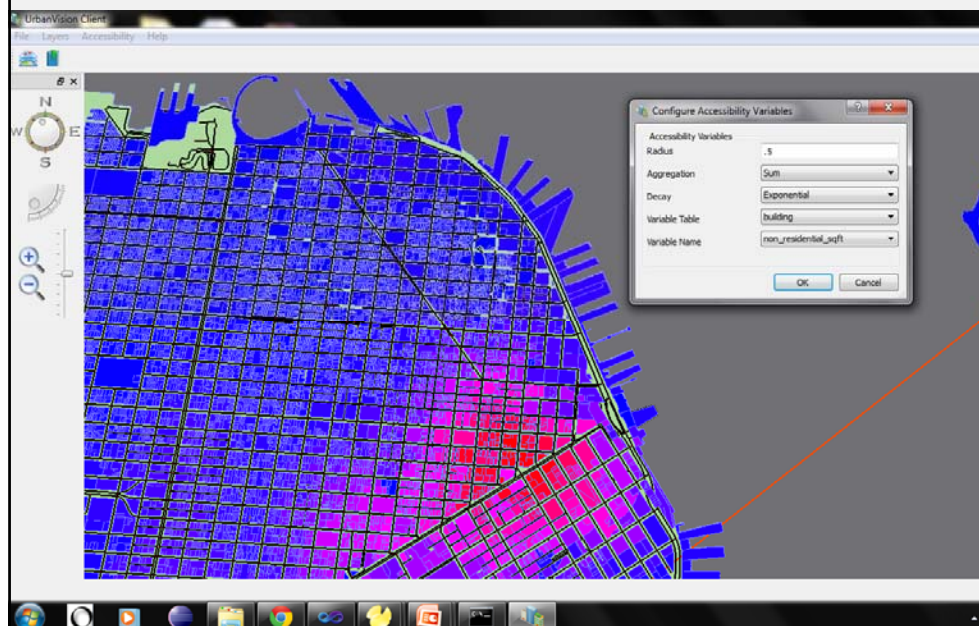 UrbanVision Client
File Layers Accessibility Help
N
W E
S
Configure Accessibility Variables
Accessibility Variables
Radius .5
Aggregation Sum
Decay Exponential
Variable Table building
Variable Name non_residential_sqft
OK Cancel